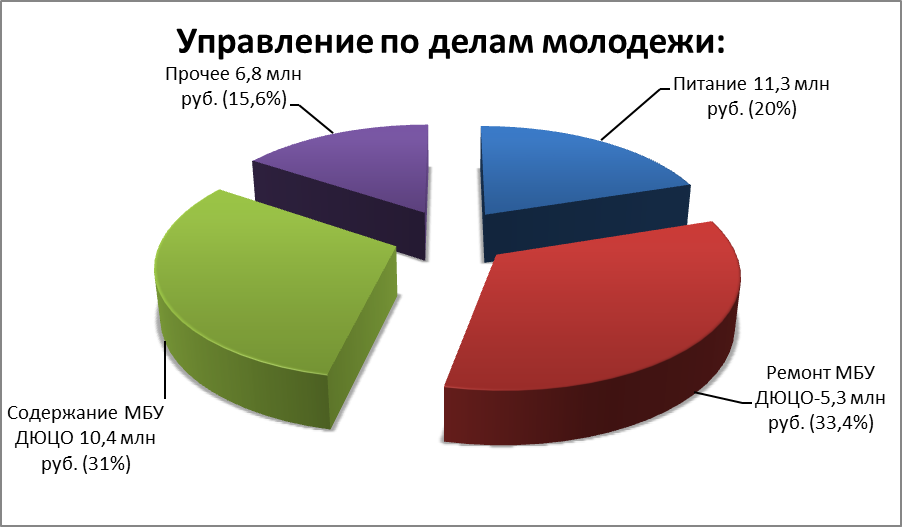 Управление по делам молодежи:
Прочее 6,8 млн
руб. (15,6%)
Питание 11,3 млн
руб. (20%)
Ремонт МБУ
ДЮЦО-5,3 млн
руб. (33,4%)
Содержание МБУ
ДЮЦО 10,4 млн
руб. (31%)